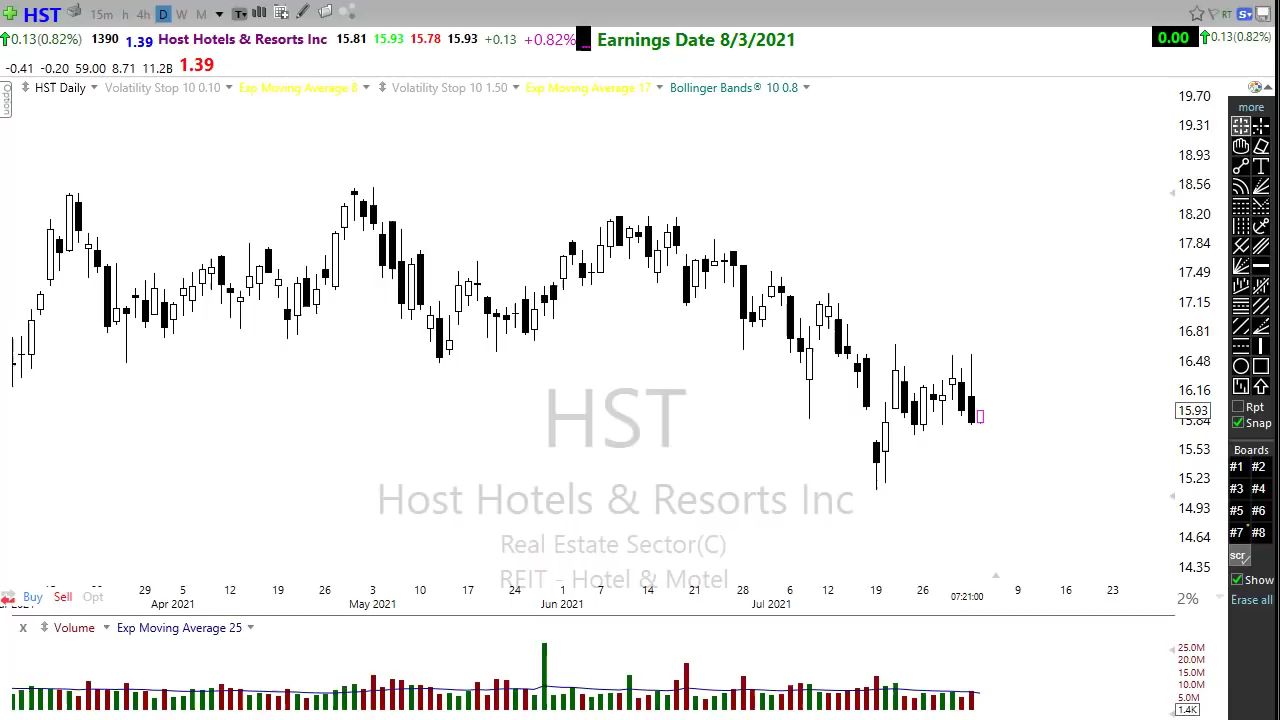 HST 15m h 4h D W M T RT S
0.13(0.82%) 1390 1.39 Host Hotels & Resorts Inc 15.81 15.93 15.78 15.93 +0.13 +0.82% Earnings Date 8/3/2021 0.00 0.13(0.82%)
-0.41 -0.20 59.00 8.71 11.2B 1.39
Option
HST Daily Volatility Stop 10 0.10 Exp Moving Average 8 Volatility Stop 10 1.50 Exp Moving Average 17 Bollinger Bands® 10 0.8
19.70
more
19.31
18.93
18.56
18.20
17.84
17.49
17.15
16.81
16.48
16.16
15.93
15.84
15.53
15.23
14.93
14.64
14.35
Rpt
Snap
Boards
#1 #2
#3 #4
#5 #6
#7 #8
scr
Show
Erase all
HST
Host Hotels & Resorts Inc
Real Estate Sector(C)
REIT - Hotel & Motel
29 5 12 19 26 3 10 17 24 1 7 14 21 28 6 12 19 26 07:21:00 9 16 23
Apr 2021 May 2021 Jun 2021 Jul 2021
Buy Sell Opt
2%
X Volume Exp Moving Average 25
25.0M
20.0M
15.0M
10.0M
5.0M
1.4K